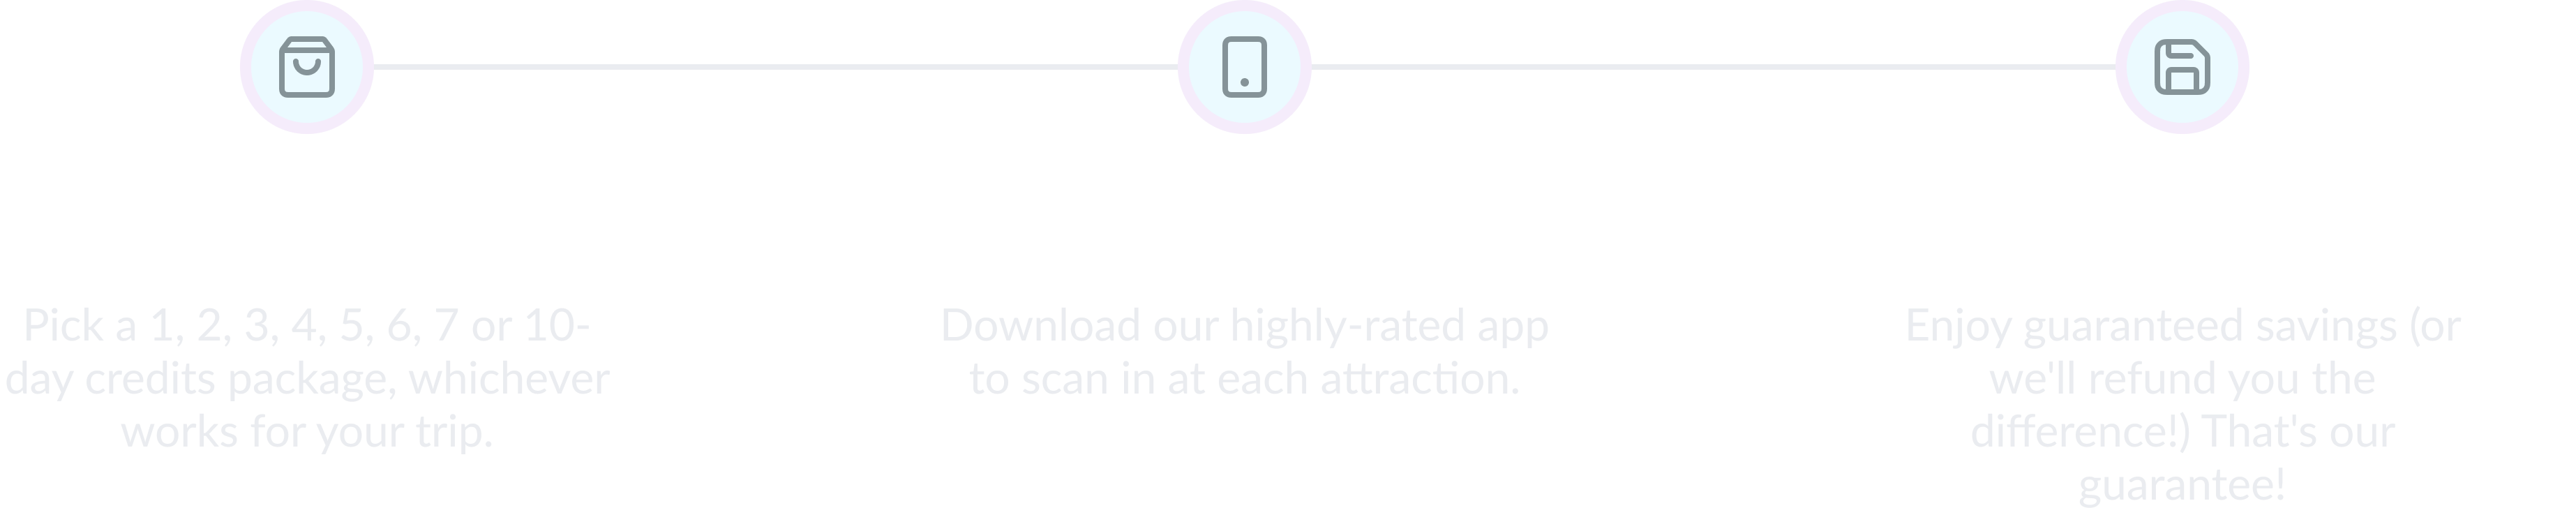 Pick a 1, 2, 3, 4, 5, 6, 7 or 10-
day credits package, whichever
works for your trip.
Download our highly-rated app
to scan in at each attraction.
Enjoy guaranteed savings (or
we'll refund you the
difference!) That's our
guarantee!